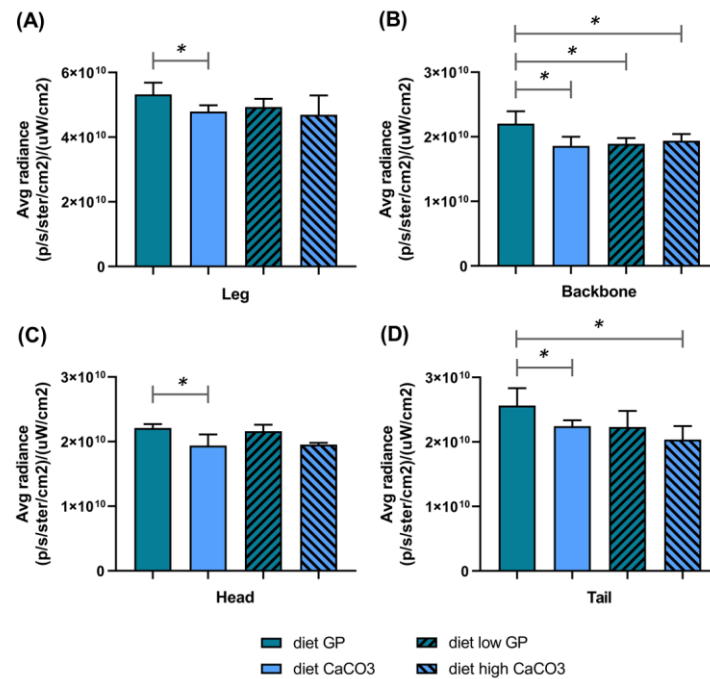 (A)
*
Avg radiance
(p/s/ster/cm2)/(uW/cm2)
6×10¹⁰
4×10¹⁰
2×10¹⁰
0
Leg
(B)
*
*
*
Avg radiance
(p/s/ster/cm2)/(uW/cm2)
3×10¹⁰
2×10¹⁰
1×10¹⁰
0
Backbone
(C)
*
Avg radiance
(p/s/ster/cm2)/(uW/cm2)
3×10¹⁰
2×10¹⁰
1×10¹⁰
0
Head
(D)
*
*
Avg radiance
(p/s/ster/cm2)/(uW/cm2)
3×10¹⁰
2×10¹⁰
1×10¹⁰
0
Tail
diet GP
diet low GP
diet CaCO3
diet high CaCO3